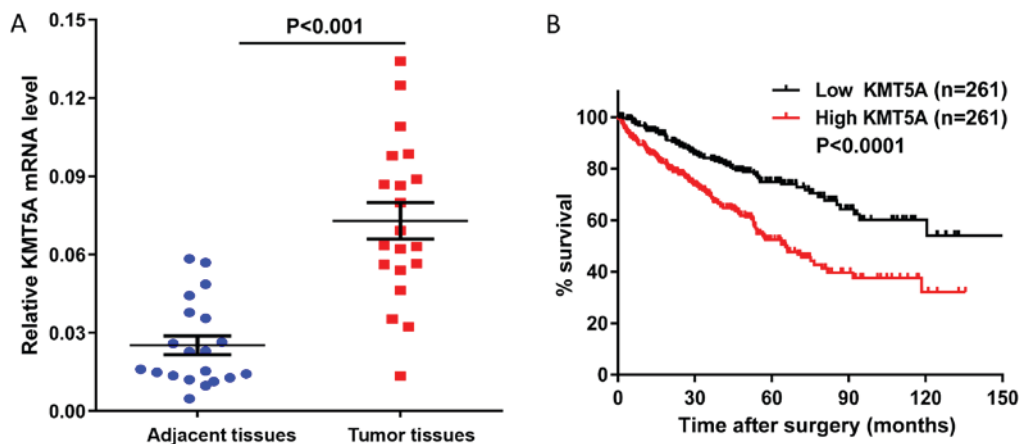 A
Relative KMT5A mRNA level
0.15
0.12
0.09
0.06
0.03
0.00
P<0.001
Adjacent tissues
Tumor tissues
B
Low KMT5A (n=261)
High KMT5A (n=261)
P<0.0001
% survival
100
80
60
40
20
0
0
30
60
90
120
150
Time after surgery (months)